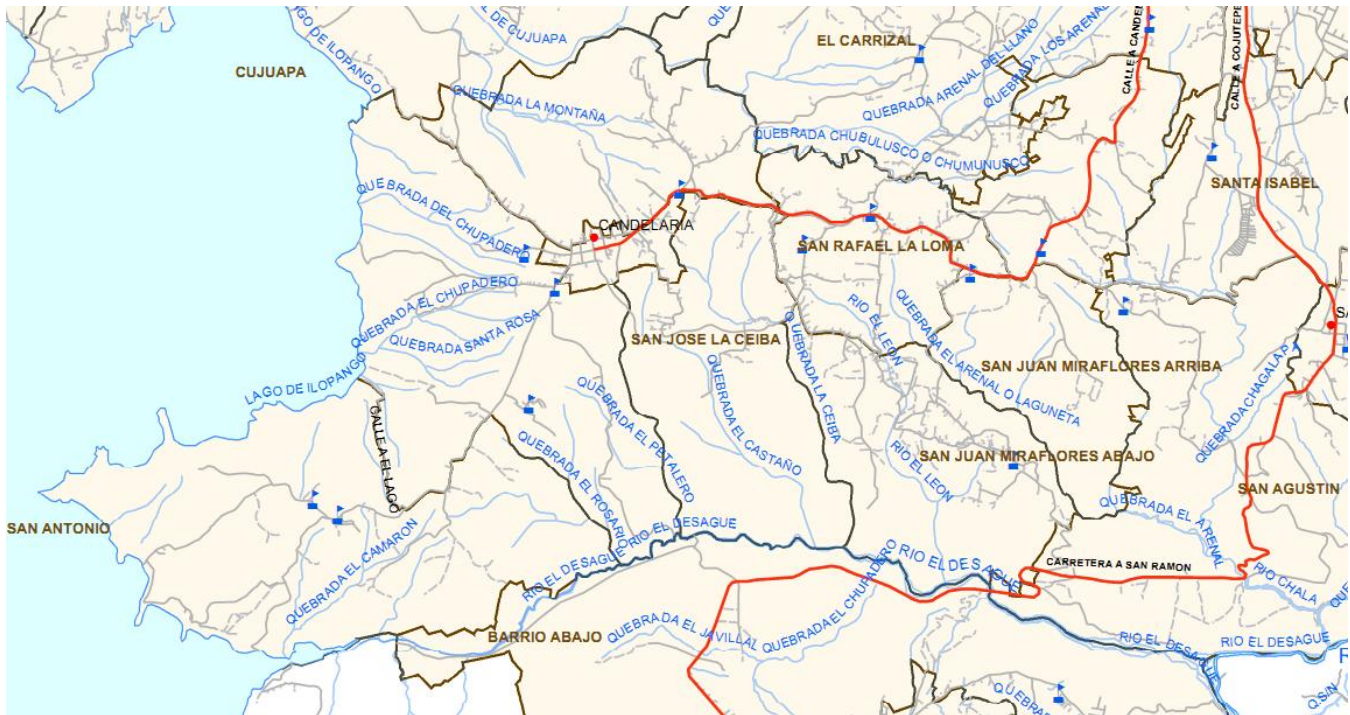 LAGO DE ILOPANGO
DE CUJUAPA
EL CARRIZAL
CUJUAPA
QUEBRADA ARENAL DEL LLANO
QUEBRADA LOS ARENAL
CALLE A CANDE
CALLE A COJUTEPE
QUEBRADA LA MONTAÑA
QUEBRADA CHUBULUSCO O CHUMUNUSCO
SANTA ISABEL
QUEBRADA DEL CHUPADERO
CANDELARIA
SAN RAFAEL LA LOMA
QUEBRADA EL CHUPADERO
QUEBRADA SANTA ROSA
SAN JOSE LA CEIBA
QUEBRADA LA CEIBA
RIO EL LEON
QUEBRADA EL ARENAL O LAGUNETA
SAN JUAN MIRAFLORES ARRIBA
SA
QUEBRADA CHAGALAPA
LAGO DE ILOPANGO
CALLE A EL LAGO
QUEBRADA EL PETALERO
QUEBRADA EL CASTAÑO
QUEBRADA EL ROSARIO
RIO EL LEON
SAN JUAN MIRAFLORES ABAJO
SAN AGUSTIN
SAN ANTONIO
QUEBRADA EL CAMARON
RIO EL DESAGUE
RIO EL DESAGUE
RIO EL DESAGUE
QUEBRADA EL ARENAL
CARRETERA A SAN RAMON
RIO CHALA
BARRIO ABAJO
QUEBRADA EL JAVILLAL
QUEBRADA EL CHUPADERO
RIO EL DESAGUE
RIO EL DESAGUE
R
Q.S/N